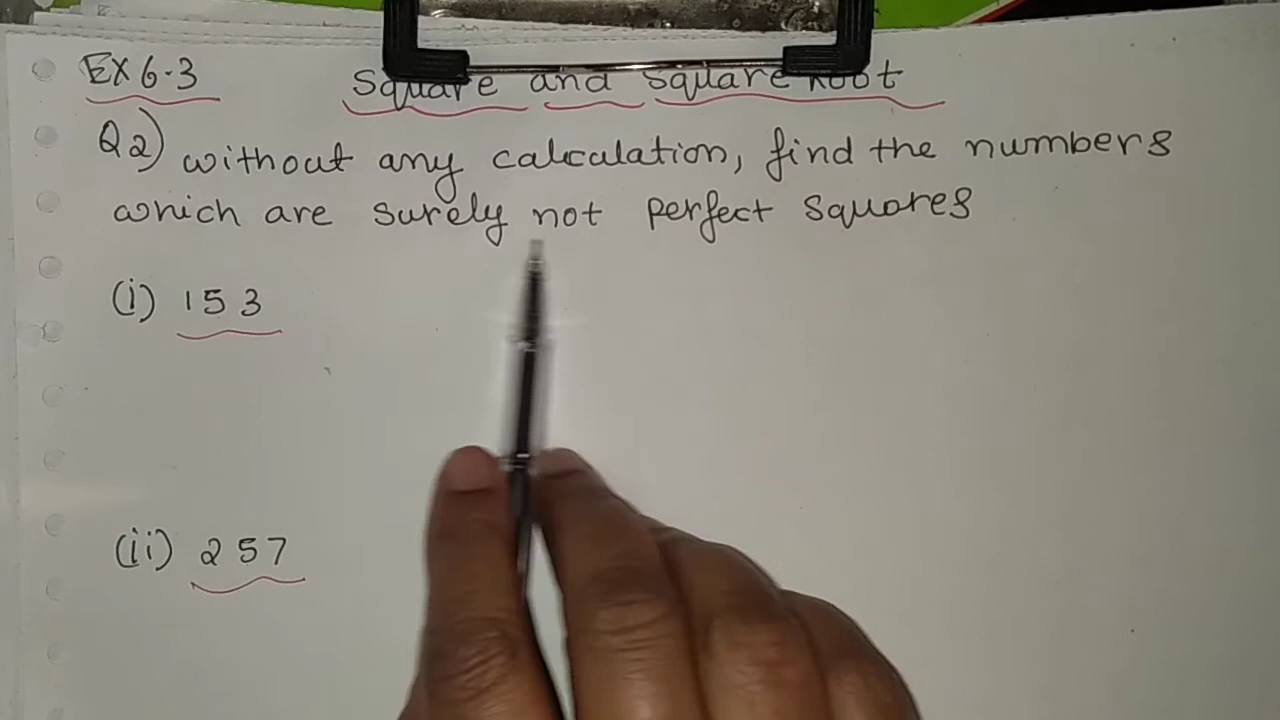 EX 6.3
Square and Square Root
Q2) without any calculation, find the numbers
which are surely not perfect squares
(i) 153
(ii) 257